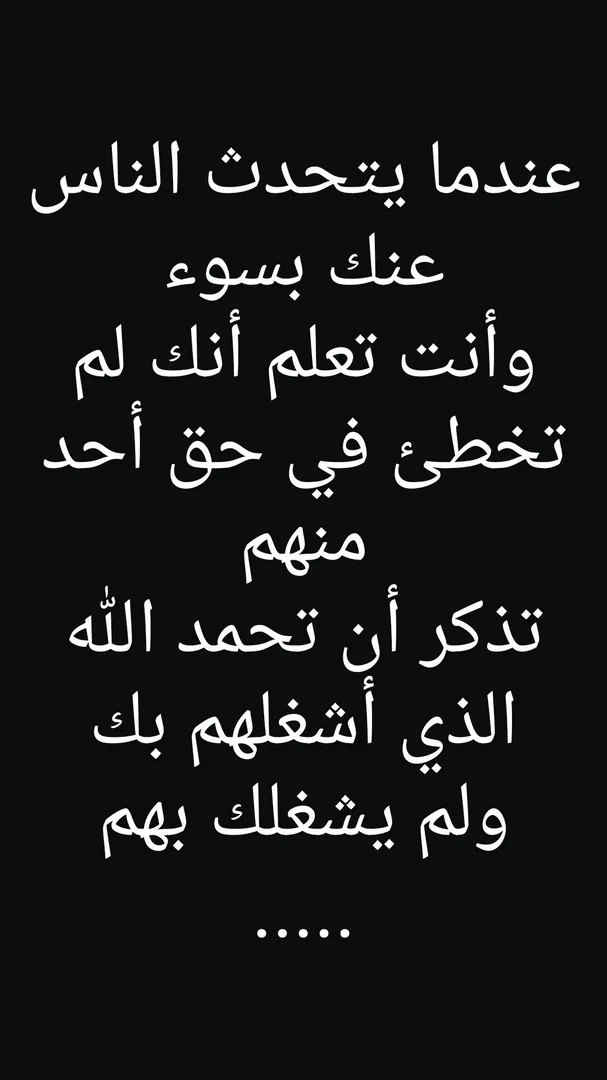 عندما يتحدث الناس
عنك بسوء
وأنت تعلم أنك لم
تخطئ في حق أحد
منهم
تذكر أن تحمد الله
الذي أشغلهم بك
ولم يشغلك بهم
.....